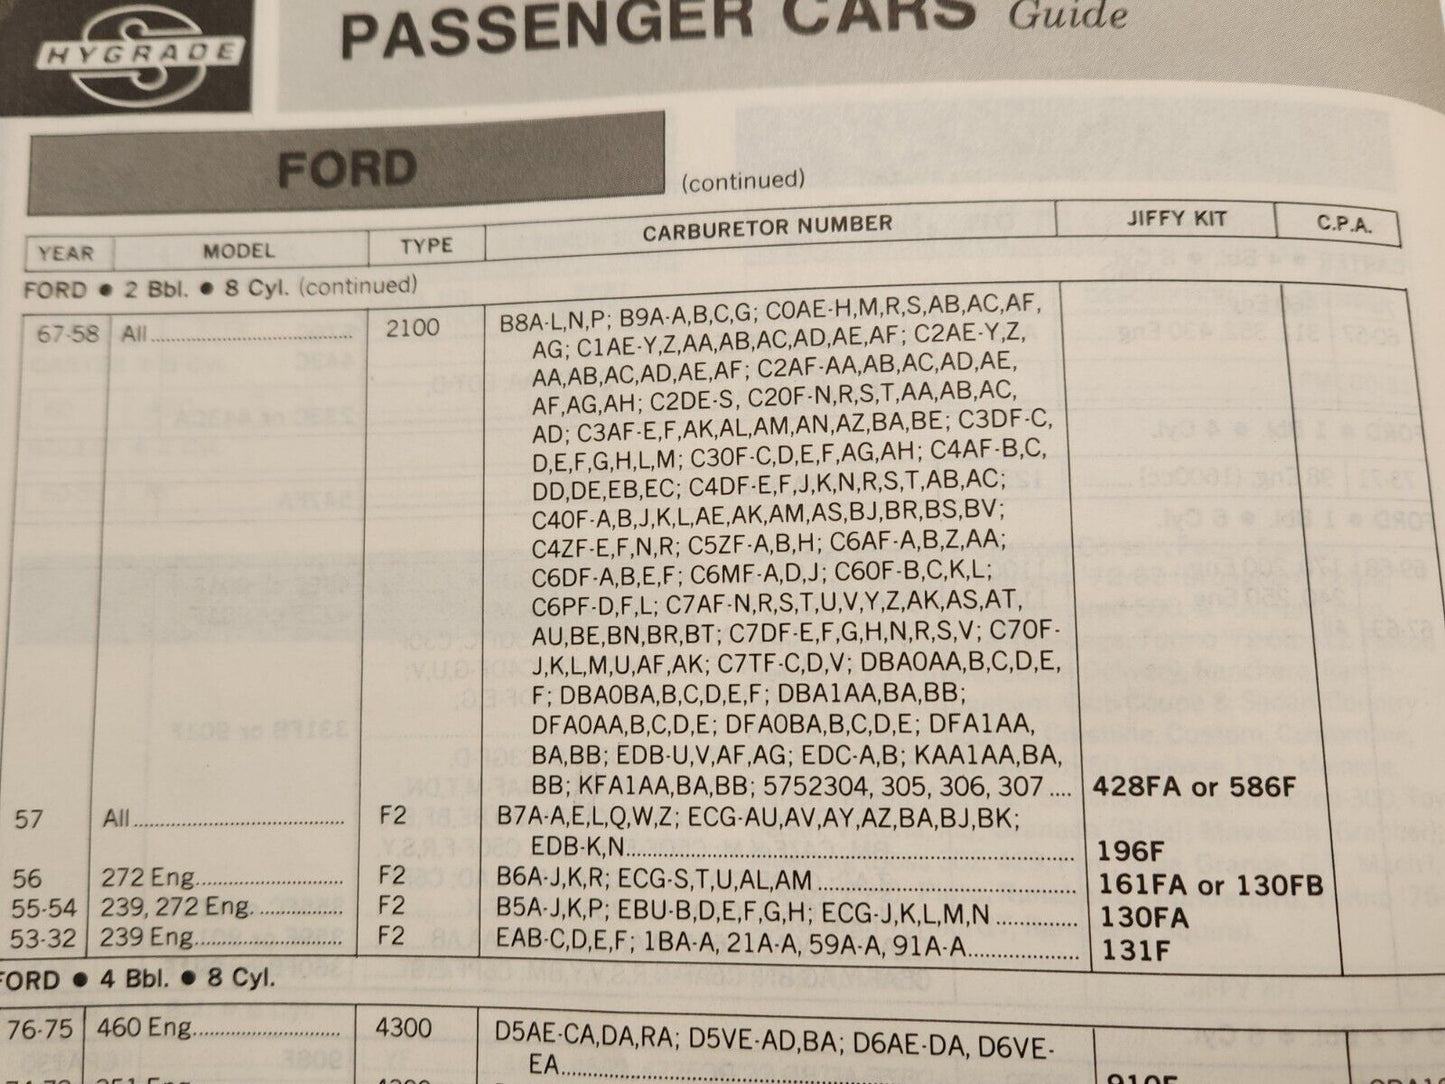 HYGRADE
PASSENGER CARS Guide
FORD (continued)
YEAR MODEL TYPE CARBURETOR NUMBER JIFFY KIT C.P.A.
FORD ● 2 Bbl. ● 8 Cyl. (continued)
67-58 All 2100 B8A-L,N,P; B9A-A,B,C,G; C0AE-H,M,R,S,AB,AC,AF,
AG; C1AE-Y,Z,AA,AB,AC,AD,AE,AF; C2AE-Y,Z,
AA,AB,AC,AD,AE,AF; C2AF-AA,AB,AC,AD,AE,
AF,AG,AH; C2DE-S, C2OF-N,R,S,T,AA,AB,AC,
AD; C3AF-E,F,AK,AL,AM,AN,AZ,BA,BE; C3DF-C,
D,E,F,G,H,L,M; C3OF-C,D,E,F,AG,AH; C4AF-B,C,
DD,DE,EB,EC; C4DF-E,F,J,K,N,R,S,T,AB,AC;
C4OF-A,B,J,K,L,AE,AK,AM,AS,BJ,BR,BS,BV;
C4ZF-E,F,N,R; C5ZF-A,B,H; C6AF-A,B,Z,AA;
C6DF-A,B,E,F; C6MF-A,D,J; C6OF-B,C,K,L;
C6PF-D,F,L; C7AF-N,R,S,T,U,V,Y,Z,AK,AS,AT,
AU,BE,BN,BR,BT; C7DF-E,F,G,H,N,R,S,V; C7OF-
J,K,L,M,U,AF,AK; C7TF-C,D,V; DBA0AA,B,C,D,E,
F; DBA0BA,B,C,D,E,F; DBA1AA,BA,BB;
DFA0AA,B,C,D,E; DFA0BA,B,C,D,E; DFA1AA,
BA,BB; EDB-U,V,AF,AG; EDC-A,B; KAA1AA,BA,
BB; KFA1AA,BA,BB; 5752304, 305, 306, 307 .... 428FA or 586F
57 All F2 B7A-A,E,L,Q,W,Z; ECG-AU,AV,AY,AZ,BA,BJ,BK;
EDB-K,N 196F
56 272 Eng. F2 B6A-J,K,R; ECG-S,T,U,AL,AM 161FA or 130FB
55-54 239, 272 Eng. F2 B5A-J,K,P; EBU-B,D,E,F,G,H; ECG-J,K,L,M,N 130FA
53-32 239 Eng. F2 EAB-C,D,E,F; 1BA-A, 21A-A, 59A-A, 91A-A 131F
FORD ● 4 Bbl. ● 8 Cyl.
76-75 460 Eng. 4300 D5AE-CA,DA,RA; D5VE-AD,BA; D6AE-DA, D6VE-
EA